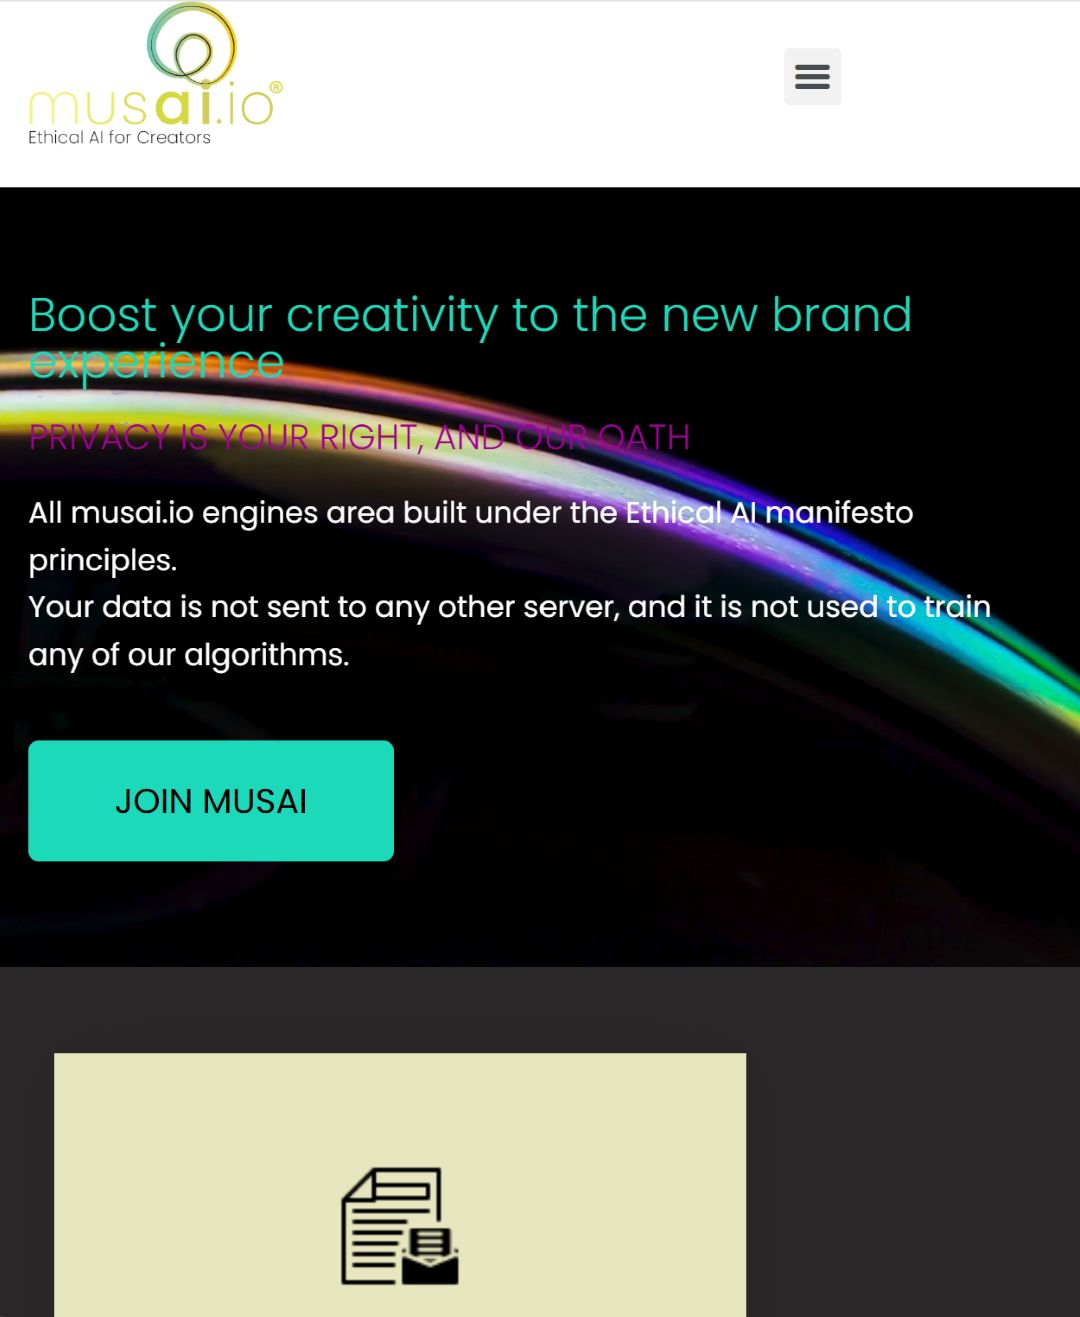 musai.io®
Ethical AI for Creators
Boost your creativity to the new brand
experience
PRIVACY IS YOUR RIGHT, AND OUR OATH
All musai.io engines area built under the Ethical AI manifesto
principles.
Your data is not sent to any other server, and it is not used to train
any of our algorithms.
JOIN MUSAI